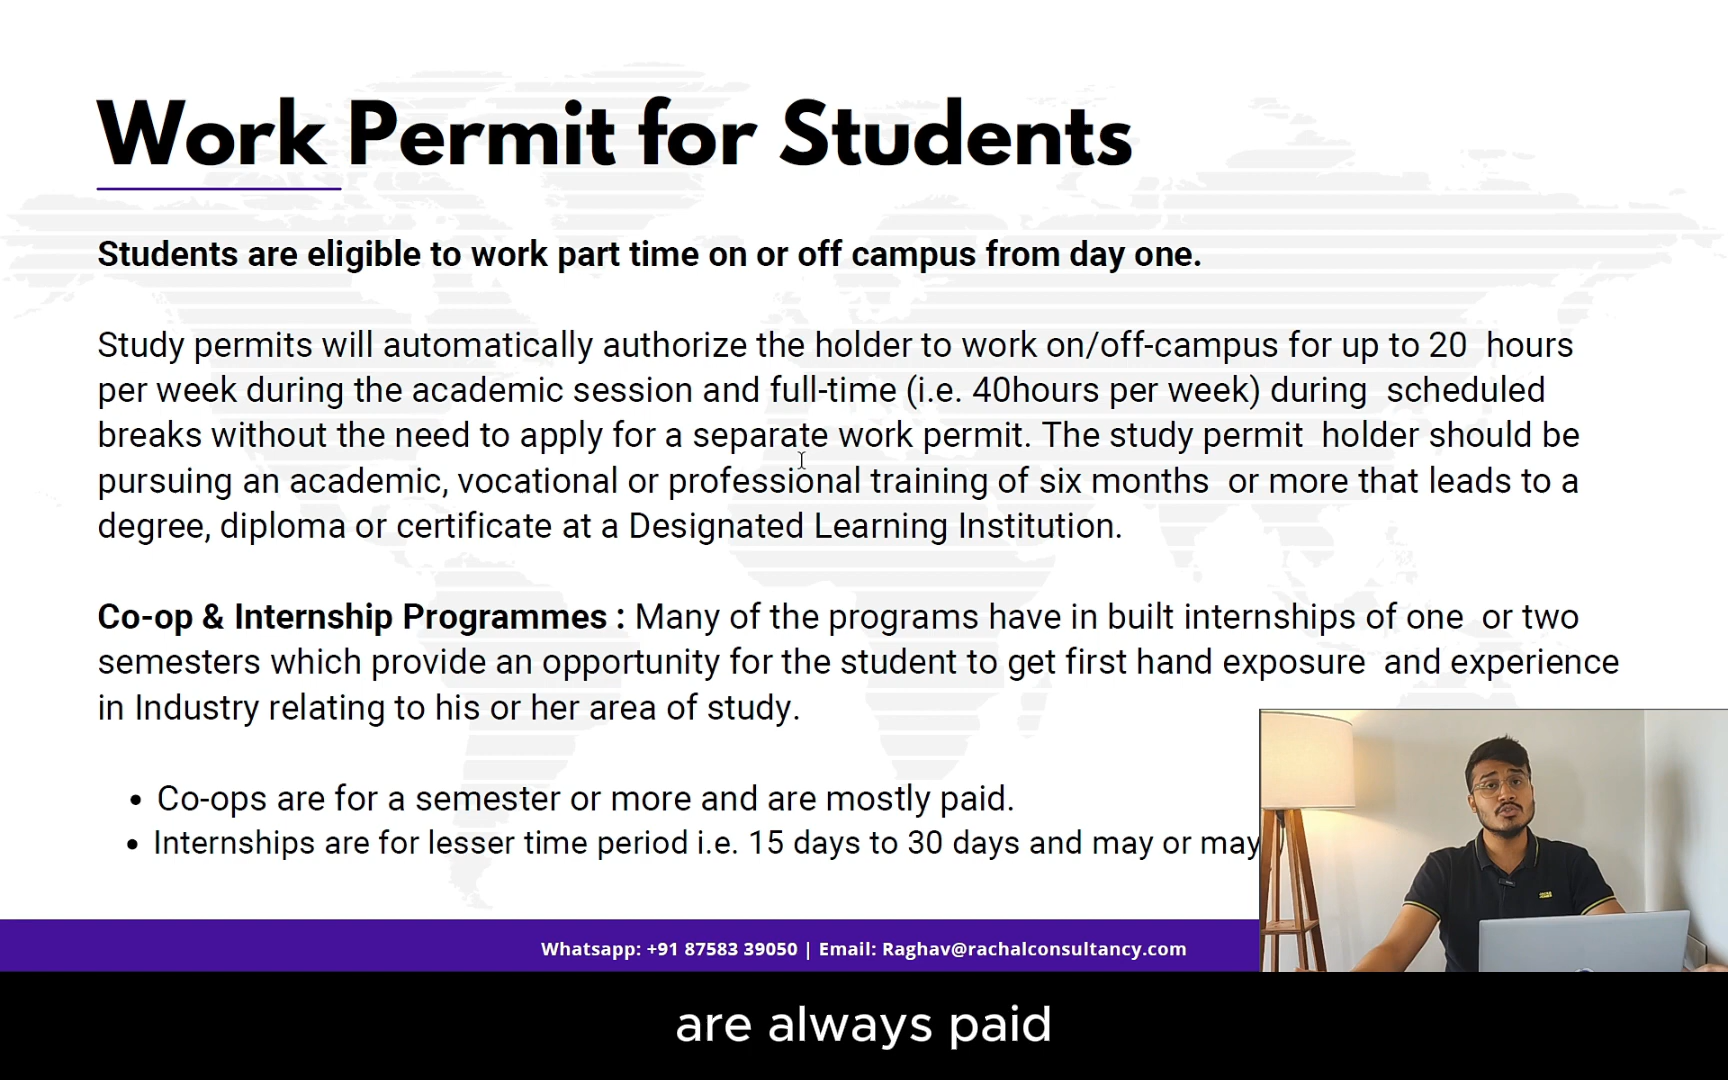 Work Permit for Students
Students are eligible to work part time on or off campus from day one.
Study permits will automatically authorize the holder to work on/off-campus for up to 20 hours
per week during the academic session and full-time (i.e. 40hours per week) during scheduled
breaks without the need to apply for a separate work permit. The study permit holder should be
pursuing an academic, vocational or professional training of six months or more that leads to a
degree, diploma or certificate at a Designated Learning Institution.
Co-op & Internship Programmes : Many of the programs have in built internships of one or two
semesters which provide an opportunity for the student to get first hand exposure and experience
in Industry relating to his or her area of study.
• Co-ops are for a semester or more and are mostly paid.
• Internships are for lesser time period i.e. 15 days to 30 days and may or may
Whatsapp: +91 87583 39050 | Email: Raghav@rachalconsultancy.com
are always paid